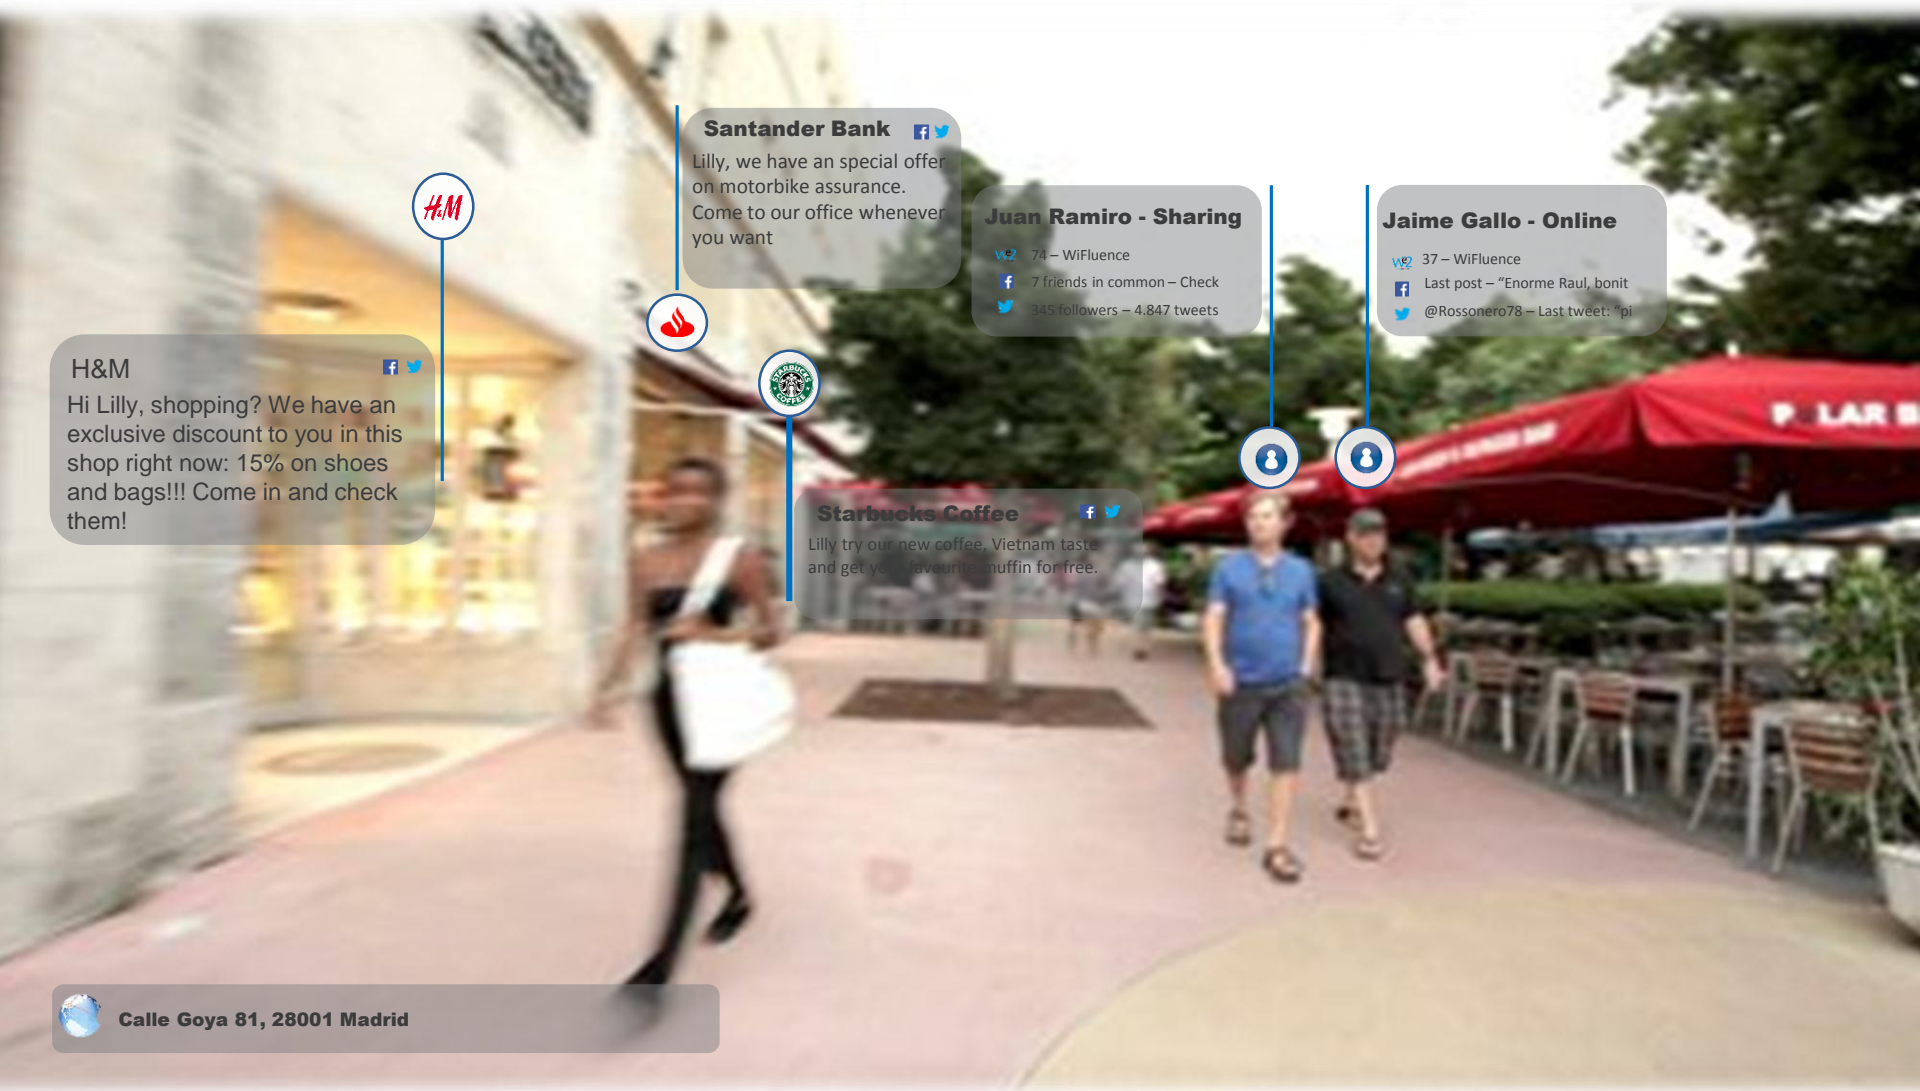 Santander Bank
Lilly, we have an special offer
on motorbike assurance.
Come to our office whenever
you want
H&M
Juan Ramiro - Sharing
74 – WiFluence
7 friends in common – Check
345 followers – 4.847 tweets
Jaime Gallo - Online
37 – WiFluence
Last post – “Enorme Raul, bonit
@Rossonero78 – Last tweet: “pi
H&M
Hi Lilly, shopping? We have an
exclusive discount to you in this
shop right now: 15% on shoes
and bags!!! Come in and check
them!
STARBUCKS
COFFEE
Starbucks Coffee
Lilly try our new coffee, Vietnam taste
and get your favourite muffin for free.
Calle Goya 81, 28001 Madrid